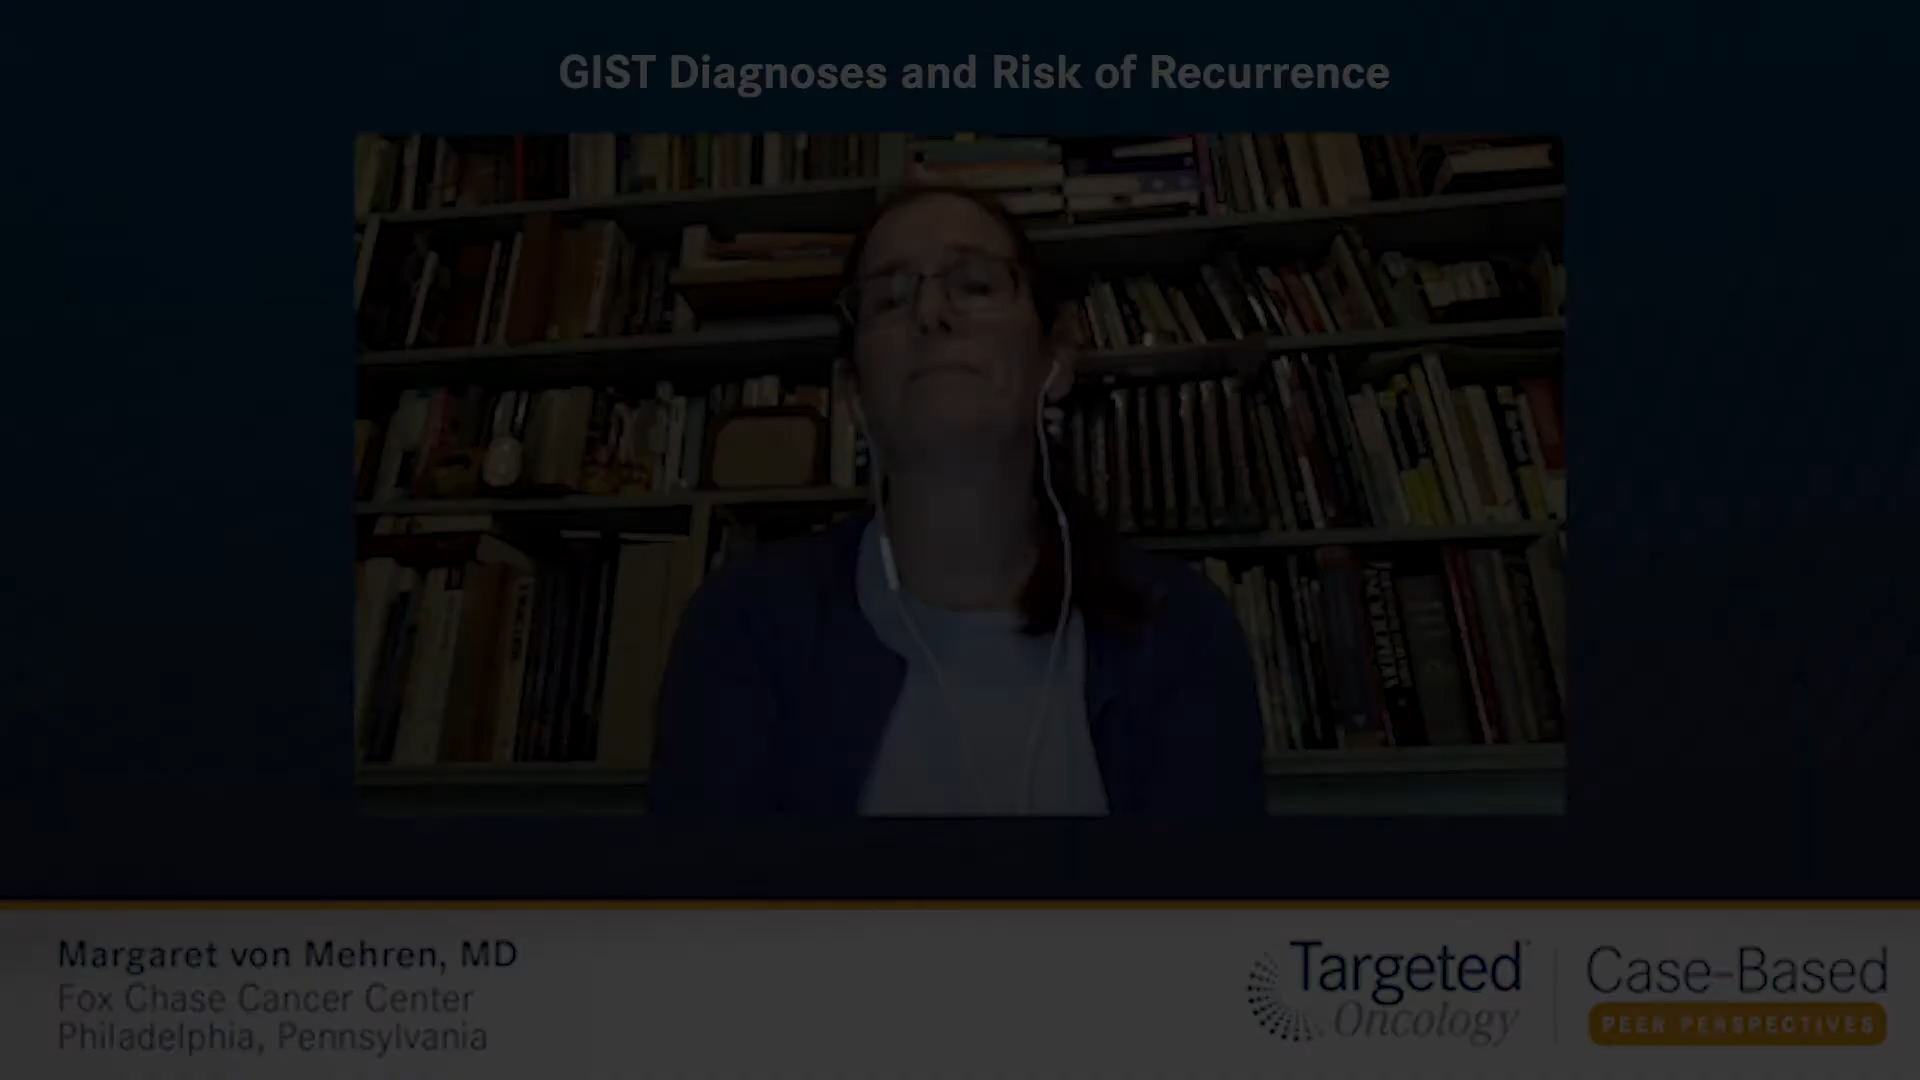 GIST Diagnoses and Risk of Recurrence
Margaret von Mehren, MD
Fox Chase Cancer Center
Philadelphia, Pennsylvania
Targeted
Oncology
Case-Based
PEER PERSPECTIVES